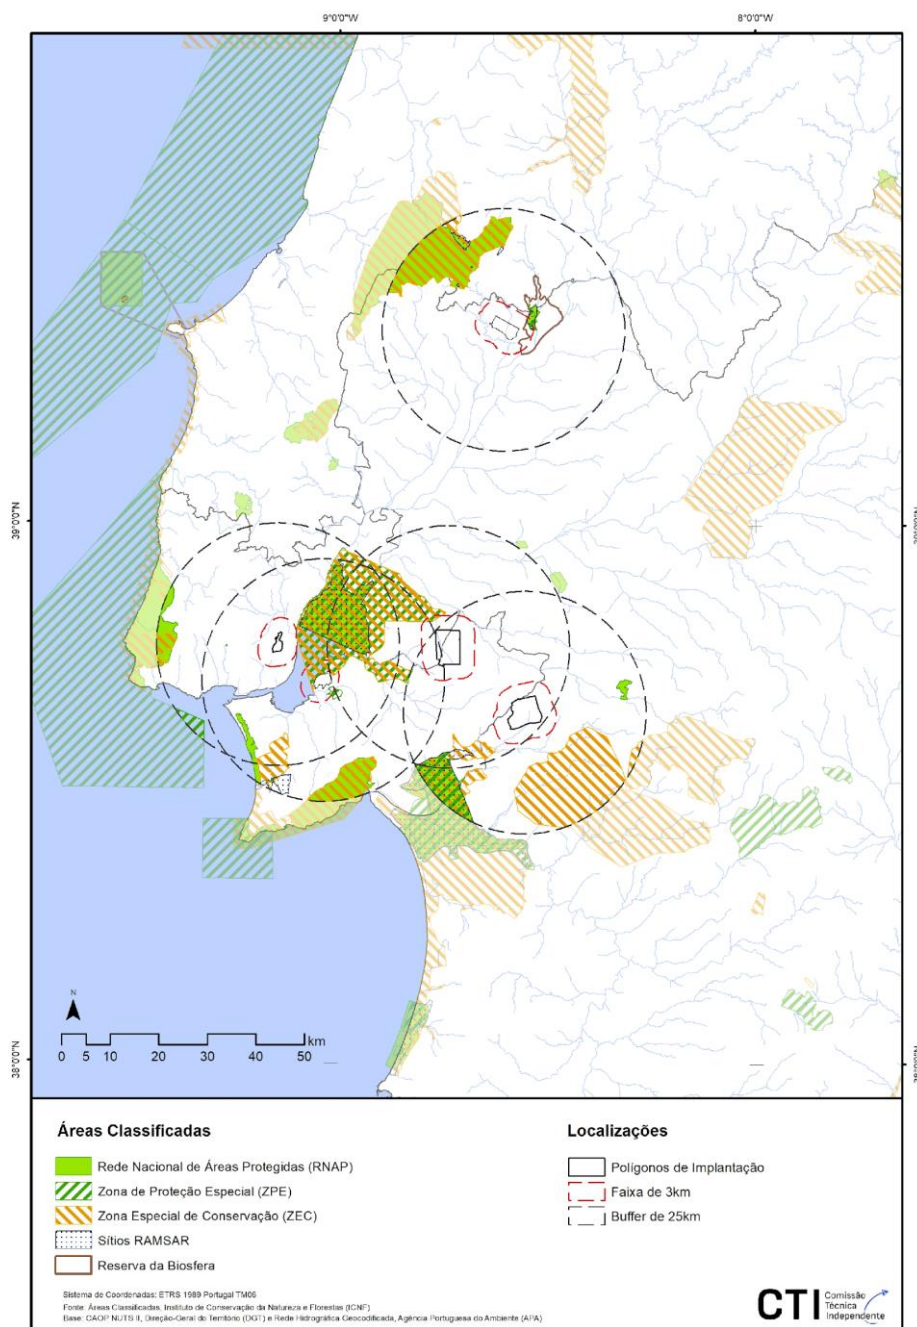 9°0'0"W
8°0'0"W
39°0'0"N
38°0'0"N
N
km
0 5 10 20 30 40 50
Áreas Classificadas
Rede Nacional de Áreas Protegidas (RNAP)
Zona de Proteção Especial (ZPE)
Zona Especial de Conservação (ZEC)
Sítios RAMSAR
Reserva da Biosfera
Localizações
Polígonos de Implantação
Faixa de 3km
Buffer de 25km
Sistema de Coordenadas: ETRS 1989 Portugal TM06
Fonte: Áreas Classificadas, Instituto de Conservação da Natureza e Florestas (ICNF)
Base: CAOP NUTS II, Direção-Geral do Território (DGT) e Rede Hidrográfica Geocodificada, Agência Portuguesa do Ambiente (APA)
CTI Comissão
Técnica
Independente